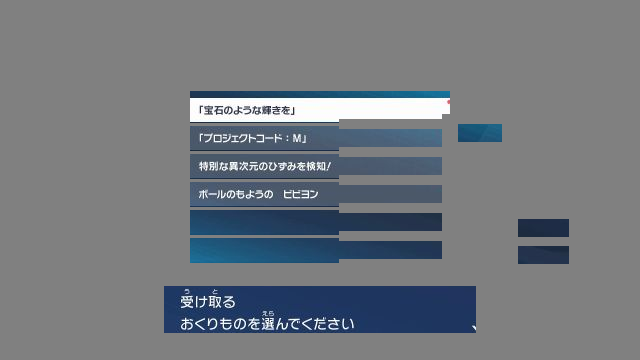 「宝石のような輝きを」
「プロジェクトコード：M」
特別な異次元のひずみを検知!
ボールのもようの　ビビヨン
受け取る
おくりものを選んでください